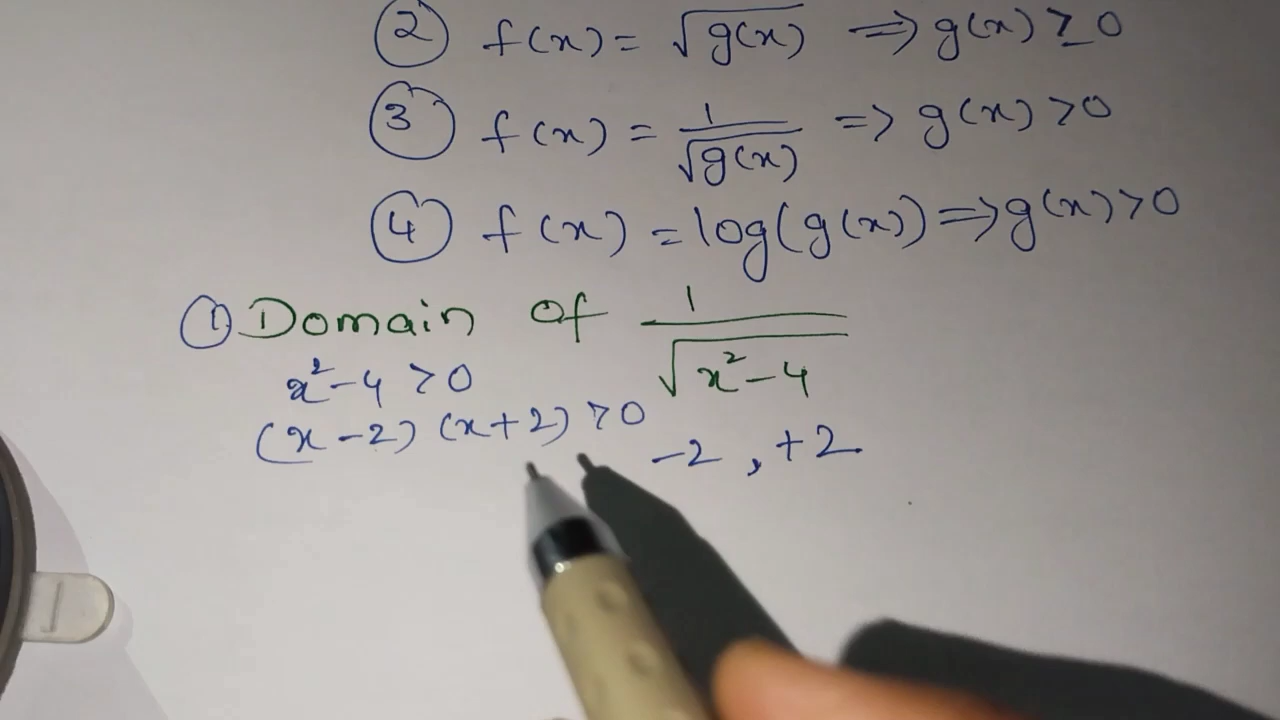 ② f(x) = √g(x) ⇒ g(x) ≥ 0
③ f(x) = 1/√g(x) ⇒ g(x) > 0
④ f(x) = log(g(x)) ⇒ g(x) > 0
① Domain of 1/√(x²-4)
x²-4 > 0
(x-2) (x+2) > 0
-2, +2